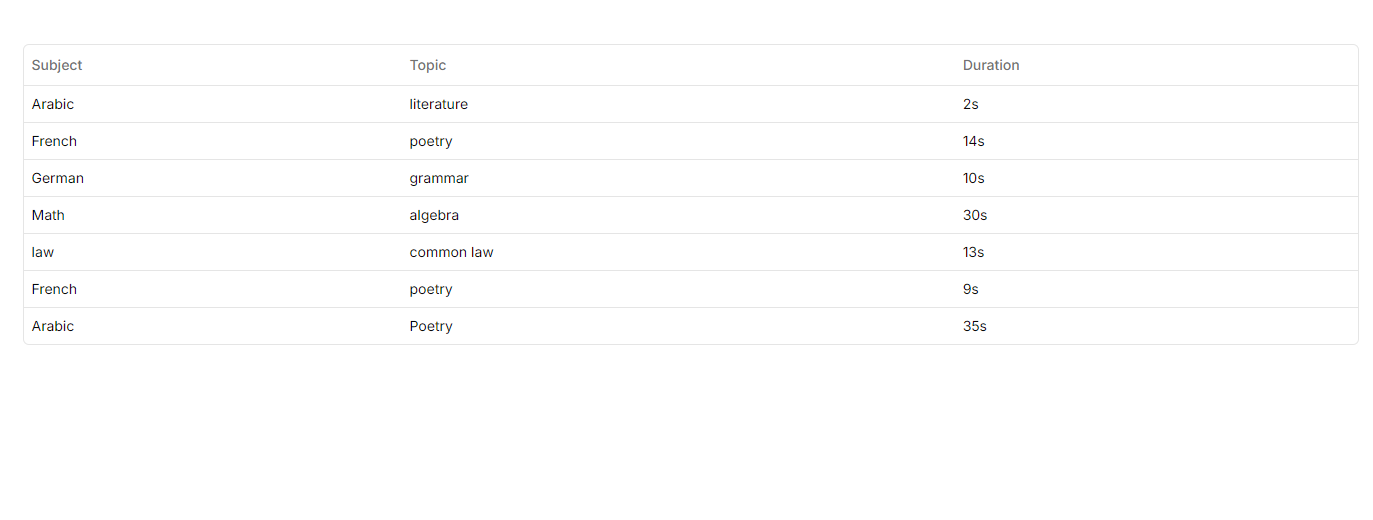 Subject Topic Duration
Arabic literature 2s
French poetry 14s
German grammar 10s
Math algebra 30s
law common law 13s
French poetry 9s
Arabic Poetry 35s